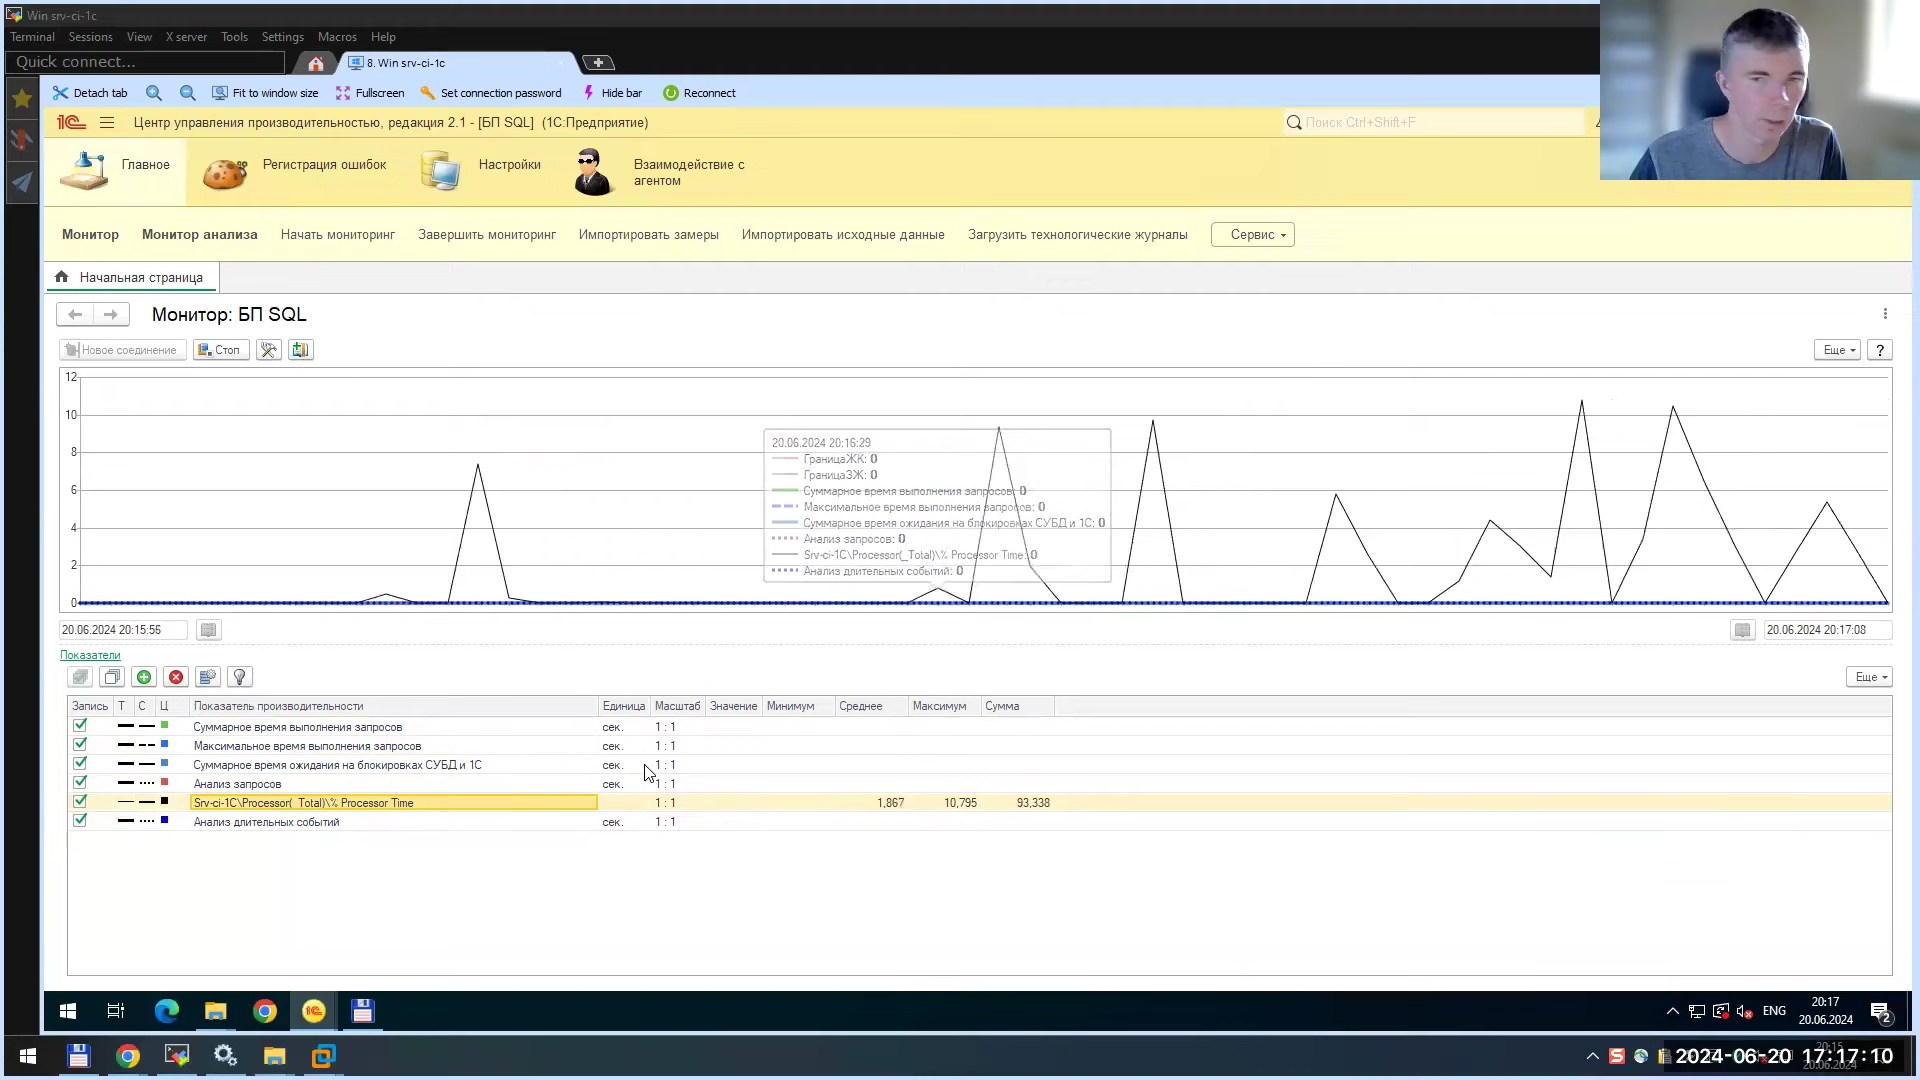 Win srv-ci-1c
Terminal Sessions View X server Tools Settings Macros Help
Quick connect...
8. Win srv-ci-1c
Detach tab Fit to window size Fullscreen Set connection password Hide bar Reconnect
Центр управления производительностью, редакция 2.1 - [БП SQL] (1С:Предприятие)
Поиск Ctrl+Shift+F
Главное
Регистрация ошибок
Настройки
Взаимодействие с
агентом
Монитор Монитор анализа Начать мониторинг Завершить мониторинг Импортировать замеры Импортировать исходные данные Загрузить технологические журналы Сервис
Начальная страница
Монитор: БП SQL
Новое соединение Стоп Еще ?
12
10
8
6
4
2
0
20.06.2024 20:16:29
ГраницаЖК: 0
ГраницаЗЖ: 0
Суммарное время выполнения запросов: 0
Максимальное время выполнения запросов: 0
Суммарное время ожидания на блокировках СУБД и 1С: 0
Анализ запросов: 0
Srv-ci-1C\Processor(_Total)\% Processor Time: 0
Анализ длительных событий: 0
20.06.2024 20:15:56 20.06.2024 20:17:08
Показатели
Еще
Запись Т С Ц Показатель производительности Единица Масштаб Значение Минимум Среднее Максимум Сумма
Суммарное время выполнения запросов сек. 1 : 1
Максимальное время выполнения запросов сек. 1 : 1
Суммарное время ожидания на блокировках СУБД и 1С сек. 1 : 1
Анализ запросов сек. 1 : 1
Srv-ci-1C\Processor(_Total)\% Processor Time 1 : 1 1,867 10,795 93,338
Анализ длительных событий сек. 1 : 1
ENG
20:17
20.06.2024
2
2024-06-20 17:17:10
20:15
20.06.2024